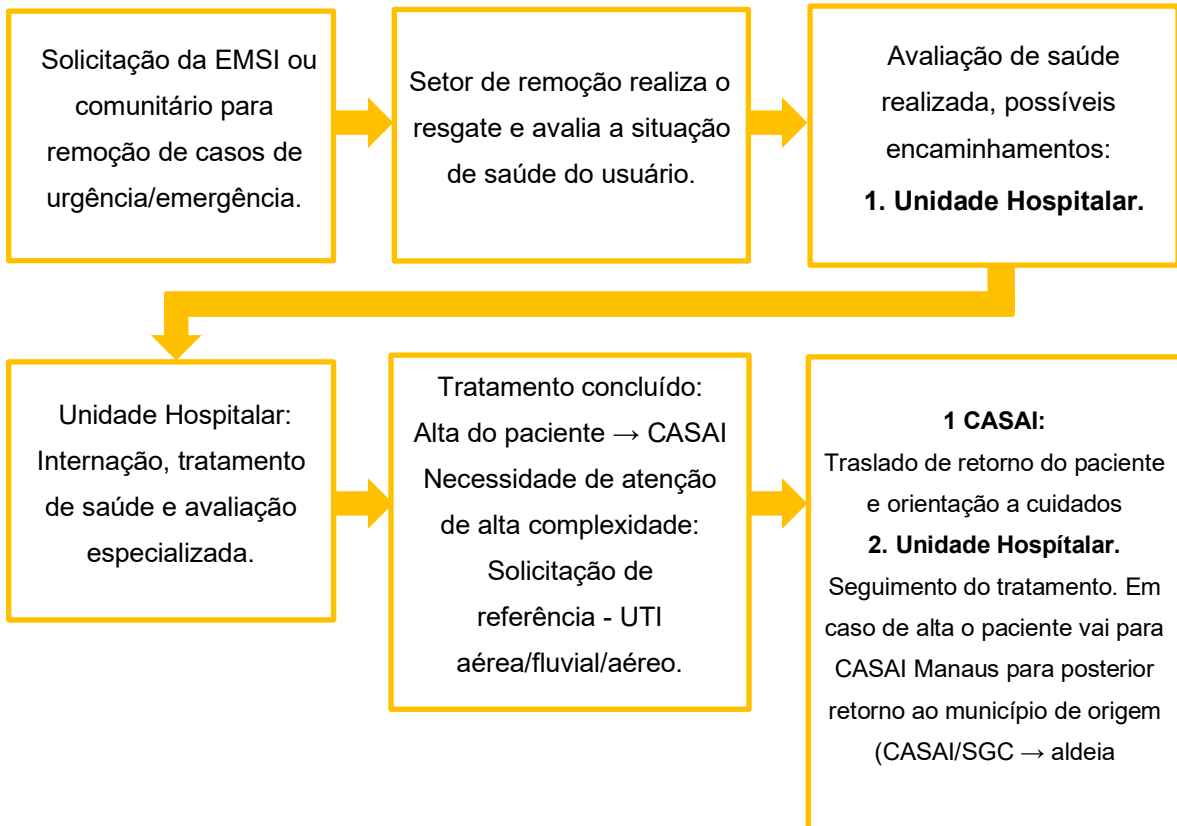 Solicitação da EMSI ou
comunitário para
remoção de casos de
urgência/emergência.
Setor de remoção realiza o
resgate e avalia a situação
de saúde do usuário.
Avaliação de saúde
realizada, possíveis
encaminhamentos:
1. Unidade Hospitalar.
Unidade Hospitalar:
Internação, tratamento
de saúde e avaliação
especializada.
Tratamento concluído:
Alta do paciente → CASAI
Necessidade de atenção
de alta complexidade:
Solicitação de
referência - UTI
aérea/fluvial/aéreo.
1 CASAI:
Traslado de retorno do paciente
e orientação a cuidados
2. Unidade Hospítalar.
Seguimento do tratamento. Em
caso de alta o paciente vai para
CASAI Manaus para posterior
retorno ao município de origem
(CASAI/SGC → aldeia